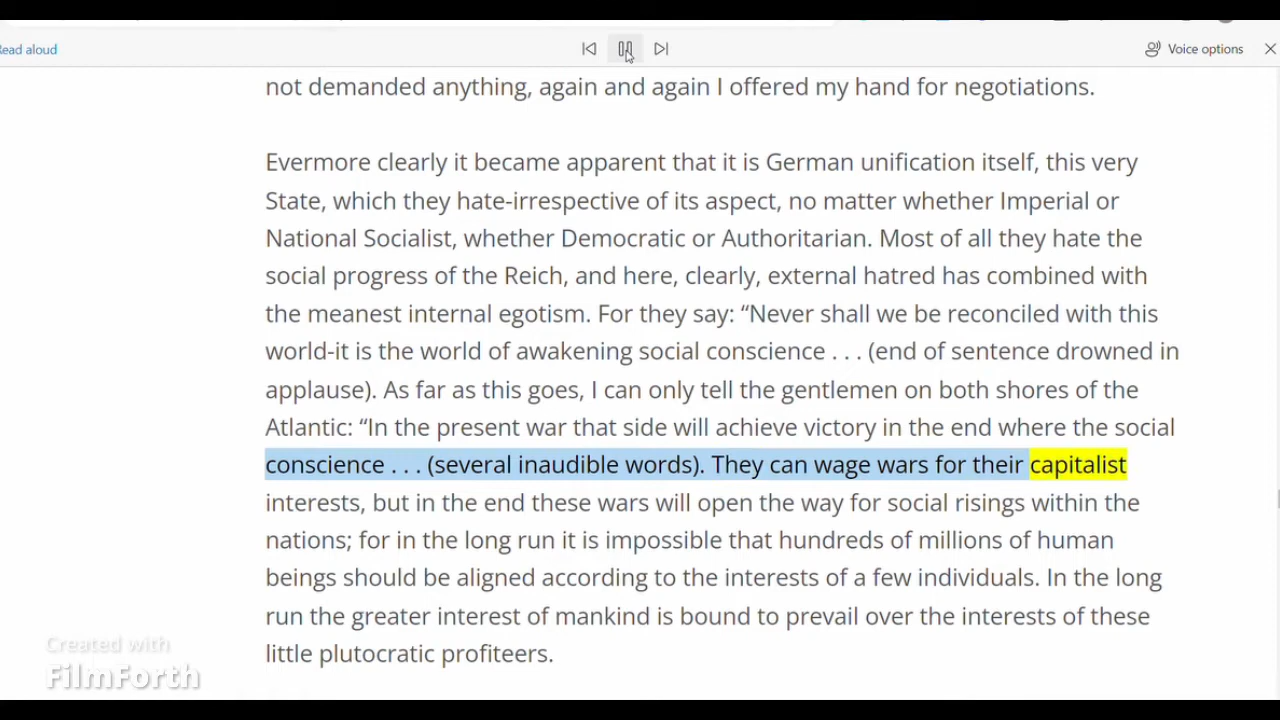 Read aloud
Voice options
not demanded anything, again and again I offered my hand for negotiations.
Evermore clearly it became apparent that it is German unification itself, this very
State, which they hate-irrespective of its aspect, no matter whether Imperial or
National Socialist, whether Democratic or Authoritarian. Most of all they hate the
social progress of the Reich, and here, clearly, external hatred has combined with
the meanest internal egotism. For they say: “Never shall we be reconciled with this
world-it is the world of awakening social conscience . . . (end of sentence drowned in
applause). As far as this goes, I can only tell the gentlemen on both shores of the
Atlantic: “In the present war that side will achieve victory in the end where the social
conscience . . . (several inaudible words). They can wage wars for their capitalist
interests, but in the end these wars will open the way for social risings within the
nations; for in the long run it is impossible that hundreds of millions of human
beings should be aligned according to the interests of a few individuals. In the long
run the greater interest of mankind is bound to prevail over the interests of these
little plutocratic profiteers.
Created with
FilmForth